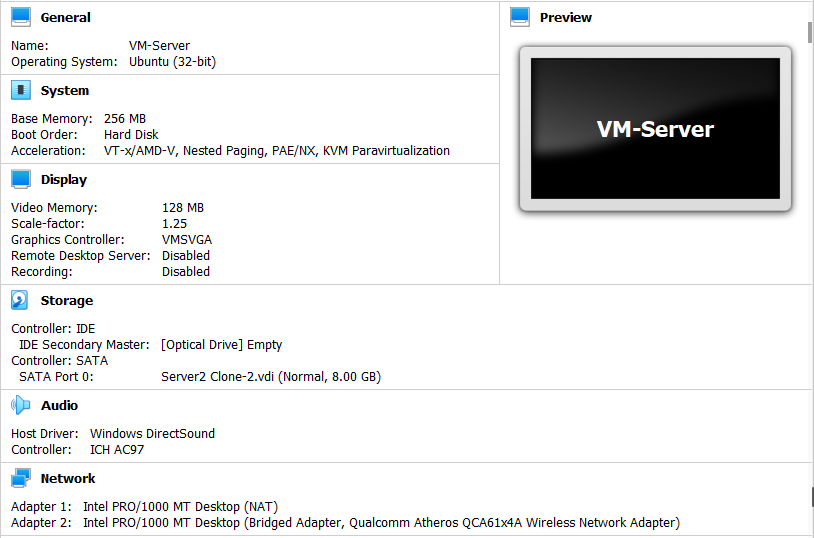 General
Name: VM-Server
Operating System: Ubuntu (32-bit)
Preview
VM-Server
System
Base Memory: 256 MB
Boot Order: Hard Disk
Acceleration: VT-x/AMD-V, Nested Paging, PAE/NX, KVM Paravirtualization
Display
Video Memory: 128 MB
Scale-factor: 1.25
Graphics Controller: VMSVGA
Remote Desktop Server: Disabled
Recording: Disabled
Storage
Controller: IDE
IDE Secondary Master: [Optical Drive] Empty
Controller: SATA
SATA Port 0: Server2 Clone-2.vdi (Normal, 8.00 GB)
Audio
Host Driver: Windows DirectSound
Controller: ICH AC97
Network
Adapter 1: Intel PRO/1000 MT Desktop (NAT)
Adapter 2: Intel PRO/1000 MT Desktop (Bridged Adapter, Qualcomm Atheros QCA61x4A Wireless Network Adapter)